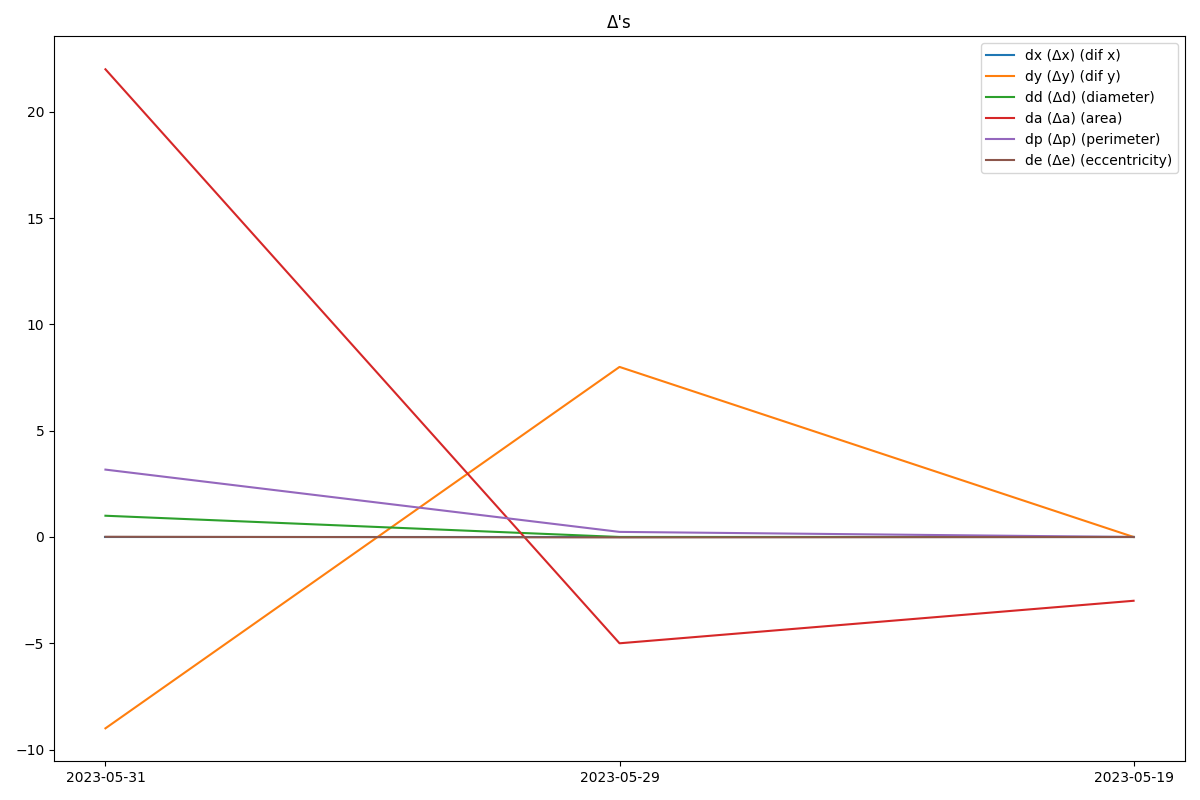 Δ's
dx (Δx) (dif x)
dy (Δy) (dif y)
dd (Δd) (diameter)
da (Δa) (area)
dp (Δp) (perimeter)
de (Δe) (eccentricity)
20
15
10
5
0
−5
−10
2023-05-31 2023-05-29 2023-05-19